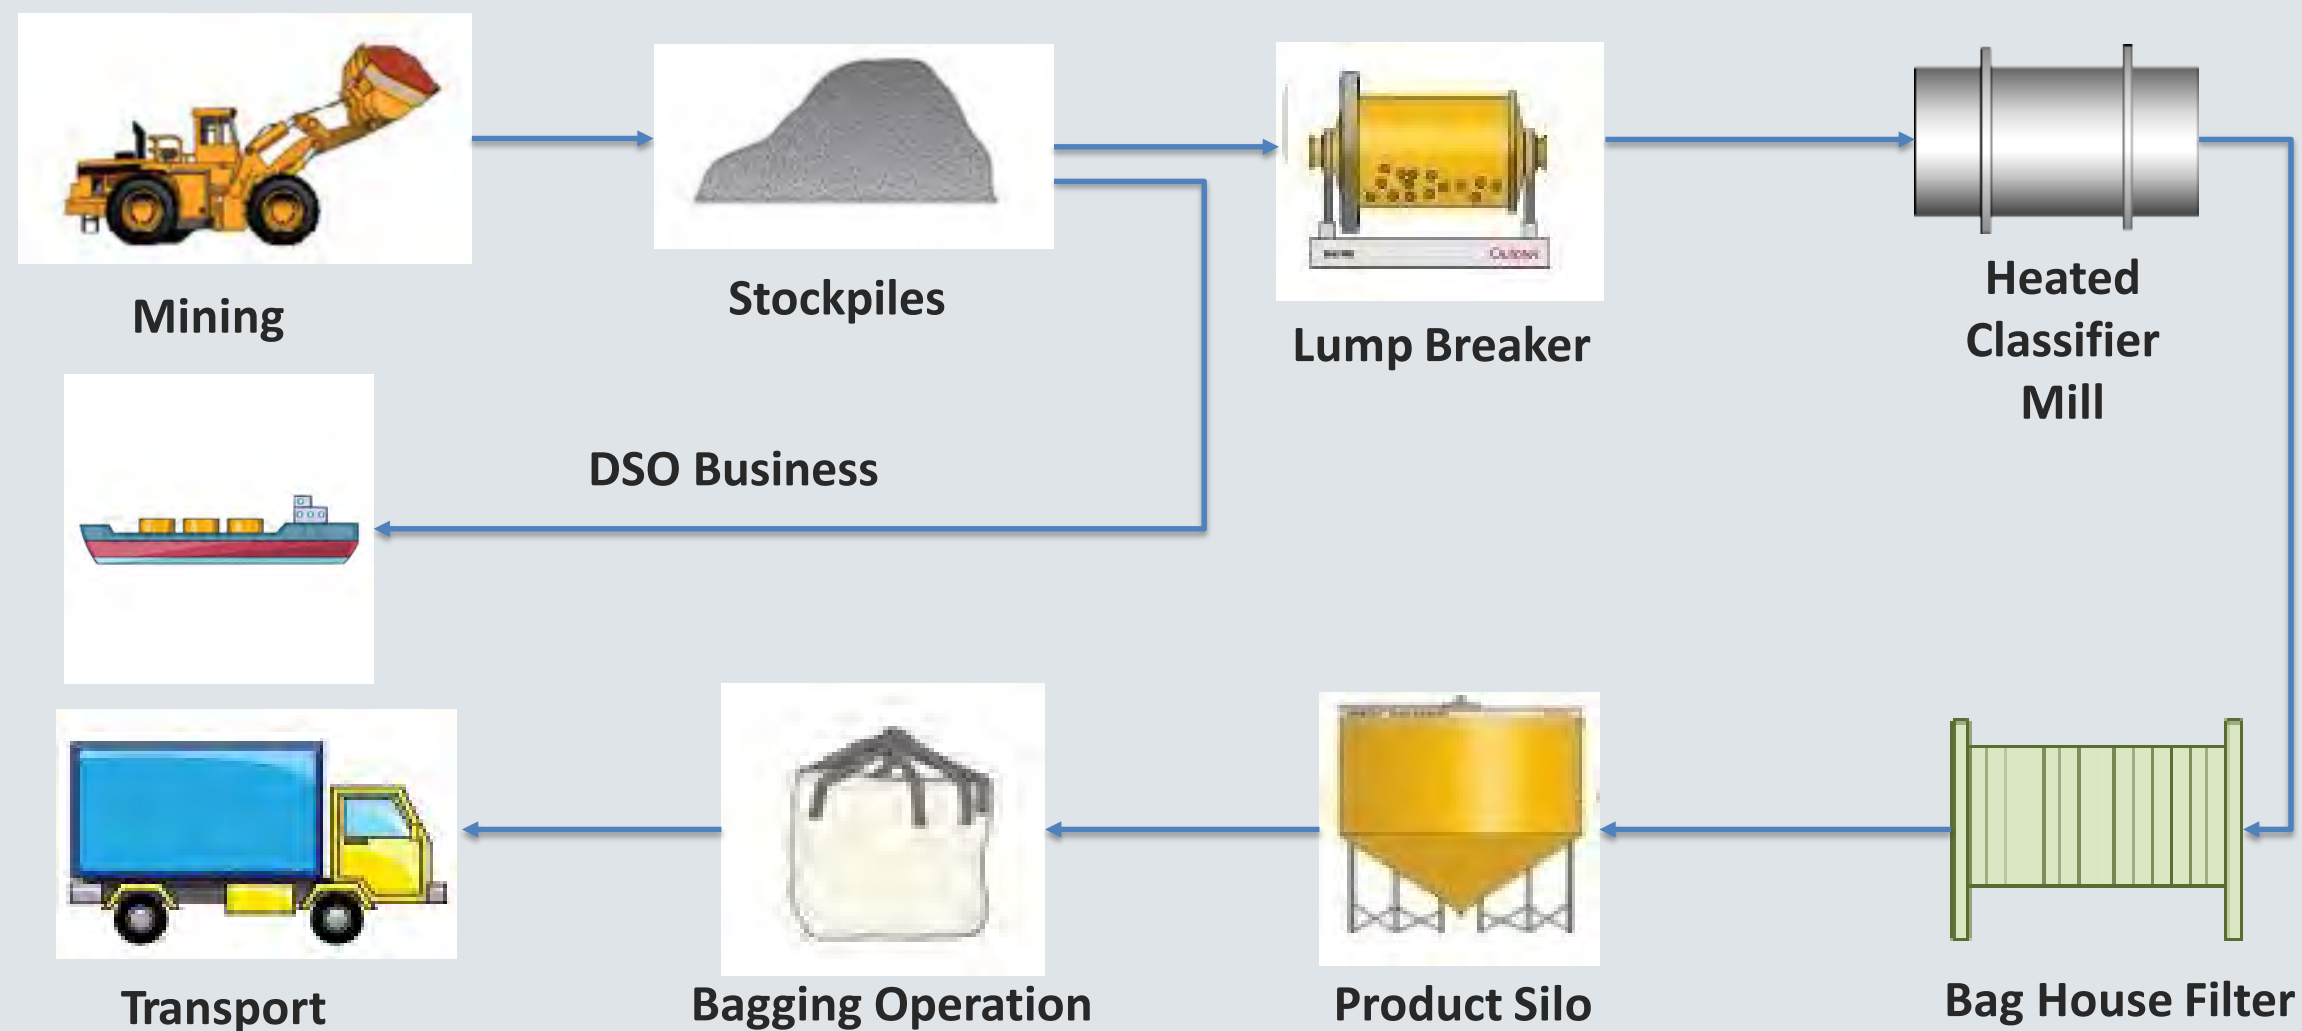 Mining
Stockpiles
Lump Breaker
Heated
Classifier
Mill
DSO Business
Transport
Bagging Operation
Product Silo
Bag House Filter